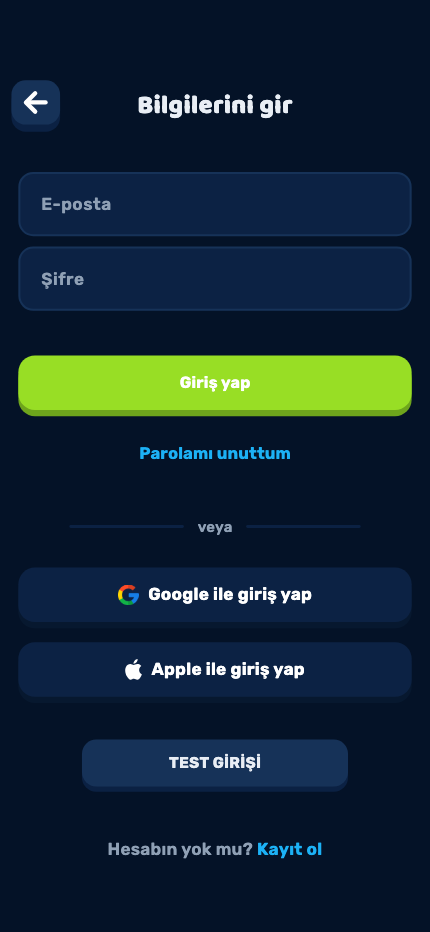 Bilgilerini gir
E-posta
Şifre
Giriş yap
Parolamı unuttum
veya
Google ile giriş yap
Apple ile giriş yap
TEST GİRİŞİ
Hesabın yok mu? Kayıt ol